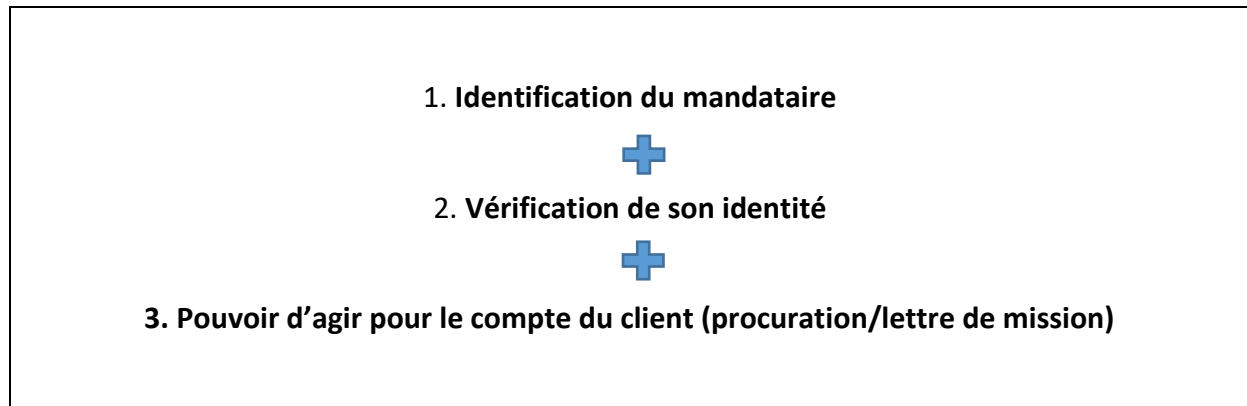 1. Identification du mandataire
2. Vérification de son identité
3. Pouvoir d’agir pour le compte du client (procuration/lettre de mission)